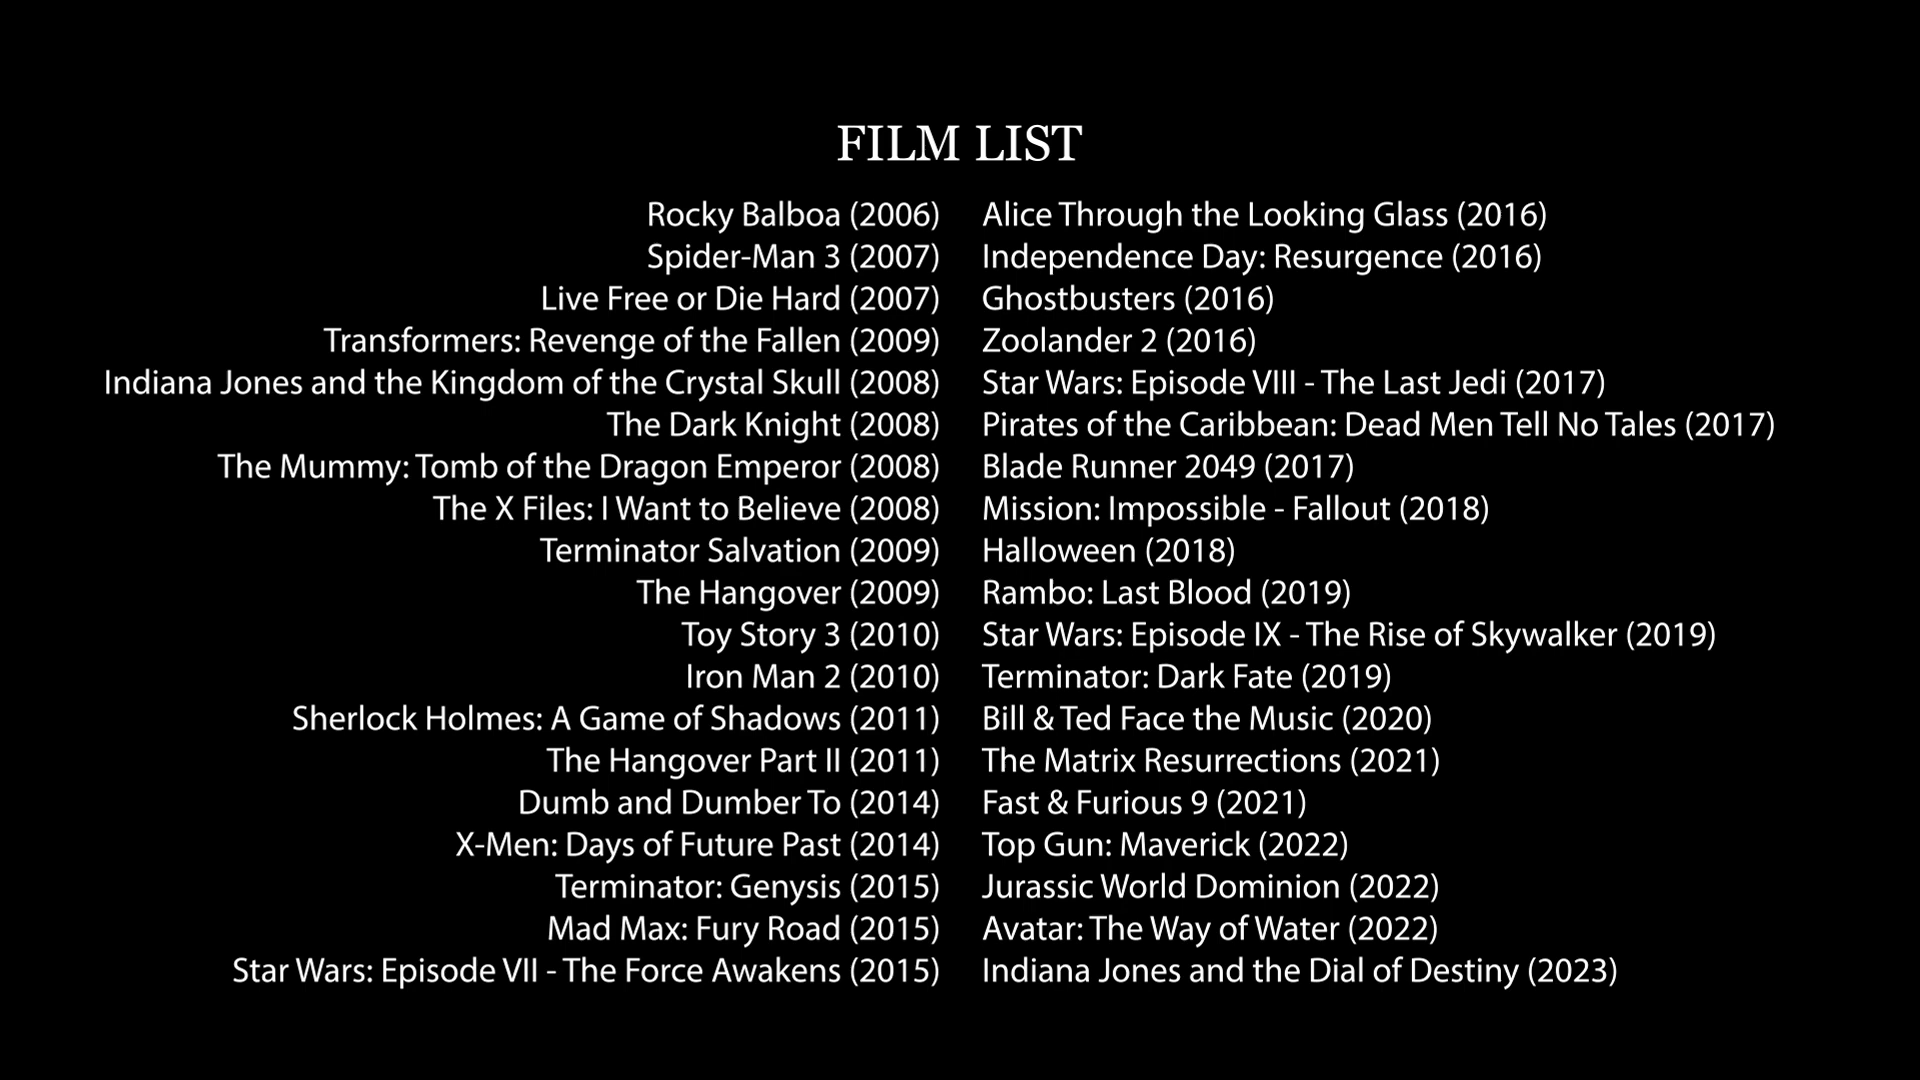 FILM LIST
Rocky Balboa (2006)
Spider-Man 3 (2007)
Live Free or Die Hard (2007)
Transformers: Revenge of the Fallen (2009)
Indiana Jones and the Kingdom of the Crystal Skull (2008)
The Dark Knight (2008)
The Mummy: Tomb of the Dragon Emperor (2008)
The X Files: I Want to Believe (2008)
Terminator Salvation (2009)
The Hangover (2009)
Toy Story 3 (2010)
Iron Man 2 (2010)
Sherlock Holmes: A Game of Shadows (2011)
The Hangover Part II (2011)
Dumb and Dumber To (2014)
X-Men: Days of Future Past (2014)
Terminator: Genysis (2015)
Mad Max: Fury Road (2015)
Star Wars: Episode VII - The Force Awakens (2015)
Alice Through the Looking Glass (2016)
Independence Day: Resurgence (2016)
Ghostbusters (2016)
Zoolander 2 (2016)
Star Wars: Episode VIII - The Last Jedi (2017)
Pirates of the Caribbean: Dead Men Tell No Tales (2017)
Blade Runner 2049 (2017)
Mission: Impossible - Fallout (2018)
Halloween (2018)
Rambo: Last Blood (2019)
Star Wars: Episode IX - The Rise of Skywalker (2019)
Terminator: Dark Fate (2019)
Bill & Ted Face the Music (2020)
The Matrix Resurrections (2021)
Fast & Furious 9 (2021)
Top Gun: Maverick (2022)
Jurassic World Dominion (2022)
Avatar: The Way of Water (2022)
Indiana Jones and the Dial of Destiny (2023)